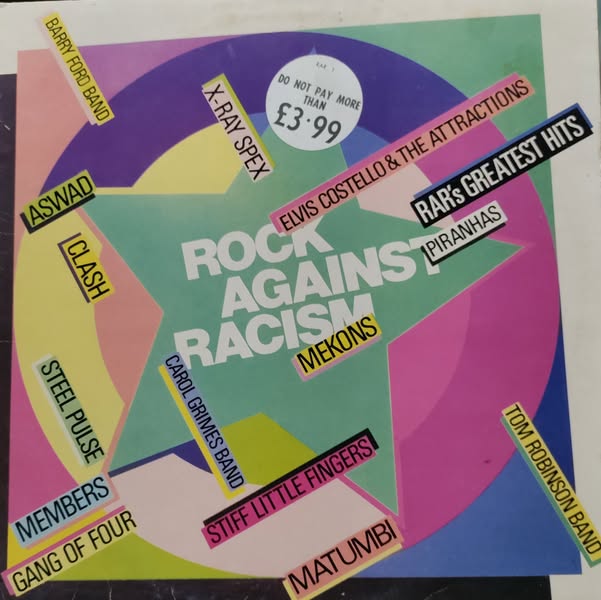 BARRY FORD BAND
X-RAY SPEX
RAR 1
DO NOT PAY MORE
THAN
£3·99
ELVIS COSTELLO & THE ATTRACTIONS
RAR's GREATEST HITS
ASWAD
PIRANHAS
CLASH
ROCK
AGAINST
RACISM
MEKONS
STEEL PULSE
CAROL GRIMES BAND
TOM ROBINSON BAND
STIFF LITTLE FINGERS
MEMBERS
GANG OF FOUR
MATUMBI